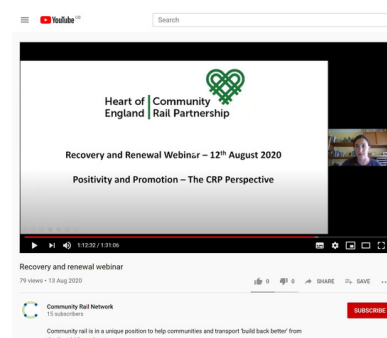 YouTube
Search
Heart of Community
England Rail Partnership
Recovery and Renewal Webinar – 12th August 2020
Positivity and Promotion – The CRP Perspective
1:12:32 / 1:31:06
Recovery and renewal webinar
79 views • 13 Aug 2020
9
0
SHARE
SAVE
Community Rail Network
15 subscribers
SUBSCRIBE
Community rail is in a unique position to help communities and transport 'build back better' from